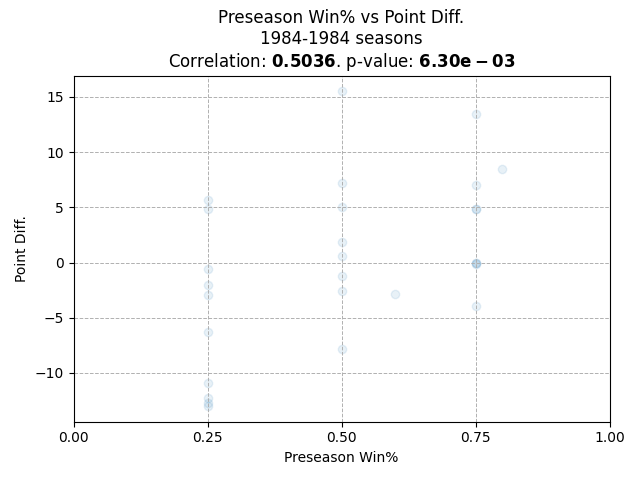 Preseason Win% vs Point Diff.
1984-1984 seasons
Correlation: 0.5036. p-value: 6.30e − 03
15
10
5
0
−5
−10
Point Diff.
0.00 0.25 0.50 0.75 1.00
Preseason Win%